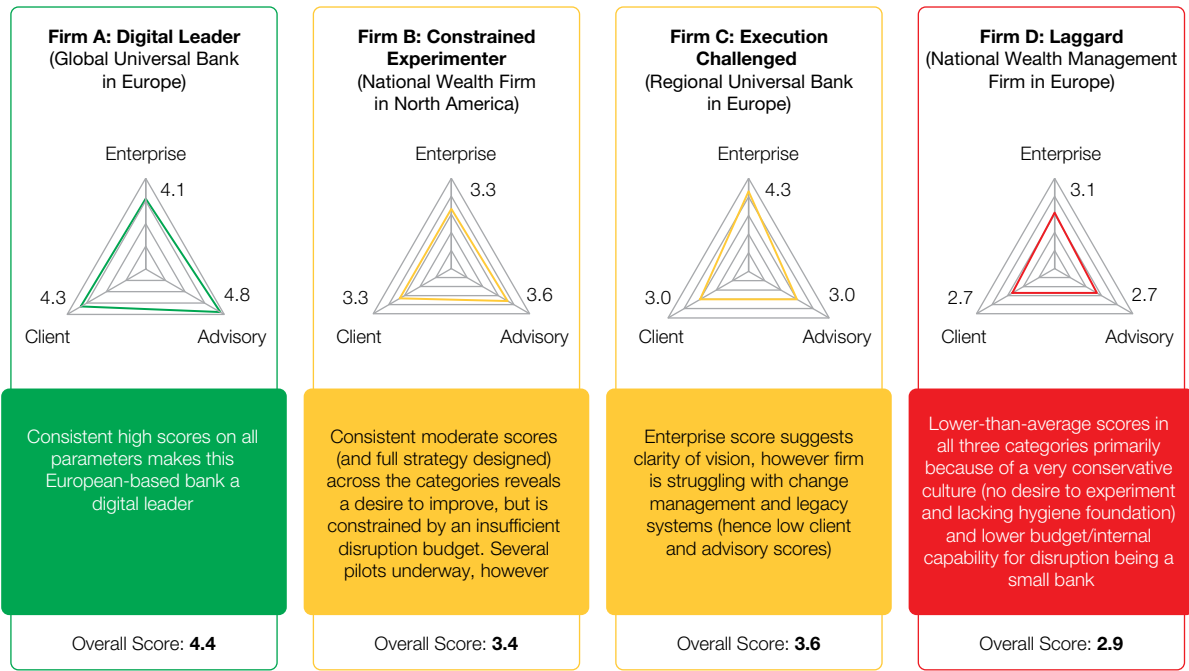 Firm A: Digital Leader
(Global Universal Bank
in Europe)
Enterprise
4.1
4.3
4.8
Client
Advisory
Consistent high scores on all
parameters makes this
European-based bank a
digital leader
Overall Score: 4.4
Firm B: Constrained
Experimenter
(National Wealth Firm
in North America)
Enterprise
3.3
3.3
3.6
Client
Advisory
Consistent moderate scores
(and full strategy designed)
across the categories reveals
a desire to improve, but is
constrained by an insufficient
disruption budget. Several
pilots underway, however
Overall Score: 3.4
Firm C: Execution
Challenged
(Regional Universal Bank
in Europe)
Enterprise
4.3
3.0
3.0
Client
Advisory
Enterprise score suggests
clarity of vision, however firm
is struggling with change
management and legacy
systems (hence low client
and advisory scores)
Overall Score: 3.6
Firm D: Laggard
(National Wealth Management
Firm in Europe)
Enterprise
3.1
2.7
2.7
Client
Advisory
Lower-than-average scores in
all three categories primarily
because of a very conservative
culture (no desire to experiment
and lacking hygiene foundation)
and lower budget/internal
capability for disruption being a
small bank
Overall Score: 2.9